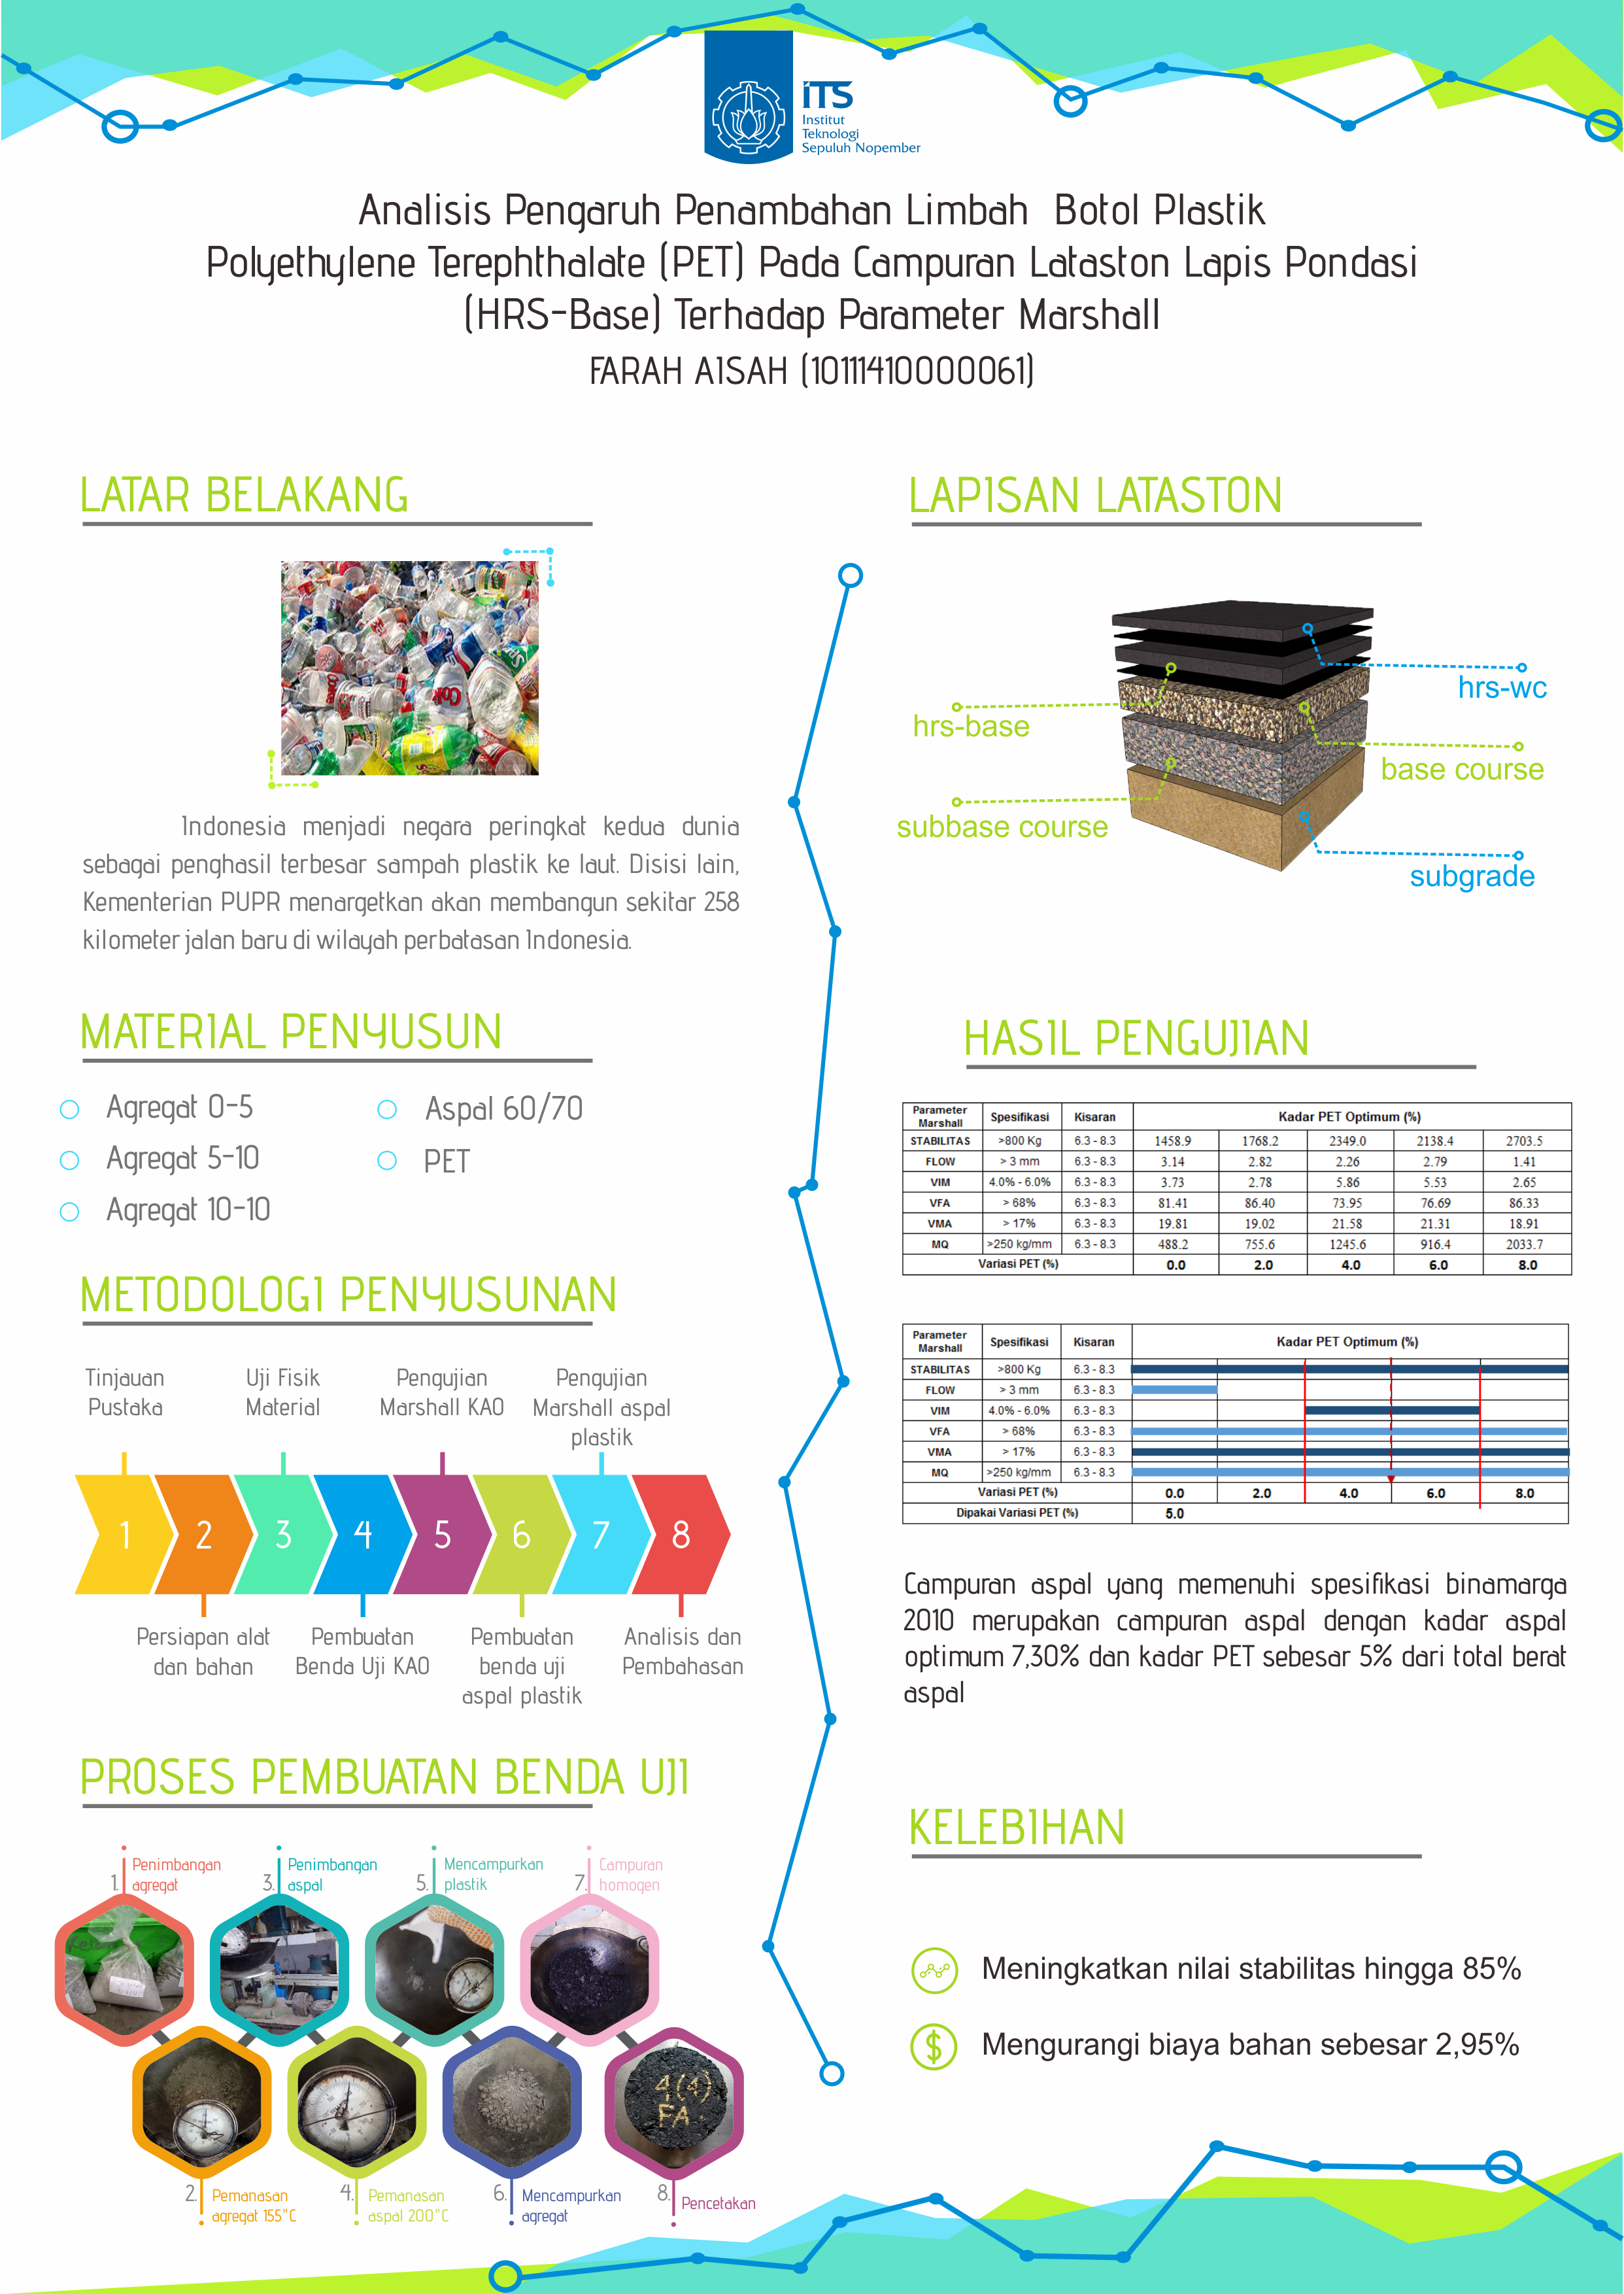 iTS
Institut
Teknologi
Sepuluh Nopember
Analisis Pengaruh Penambahan Limbah Botol Plastik
Polyethylene Terephthalate (PET) Pada Campuran Lataston Lapis Pondasi
(HRS-Base) Terhadap Parameter Marshall
FARAH AISAH (10111410000061)
LATAR BELAKANG
Indonesia menjadi negara peringkat kedua dunia
sebagai penghasil terbesar sampah plastik ke laut. Disisi lain,
Kementerian PUPR menargetkan akan membangun sekitar 258
kilometer jalan baru di wilayah perbatasan Indonesia.
MATERIAL PENYUSUN
Agregat 0-5
Agregat 5-10
Agregat 10-10
Aspal 60/70
PET
METODOLOGI PENYUSUNAN
Tinjauan
Pustaka
Uji Fisik
Material
Pengujian
Marshall KAO
Pengujian
Marshall aspal
plastik
1 2 3 4 5 6 7 8
Persiapan alat
dan bahan
Pembuatan
Benda Uji KAO
Pembuatan
benda uji
aspal plastik
Analisis dan
Pembahasan
PROSES PEMBUATAN BENDA UJI
1. Penimbangan
agregat
3. Penimbangan
aspal
5. Mencampurkan
plastik
7. Campuran
homogen
4(4)
FA.
2. Pemanasan
agregat 155"C
4. Pemanasan
aspal 200"C
6. Mencampurkan
agregat
8. Pencetakan
LAPISAN LATASTON
hrs-wc
hrs-base
base course
subbase course
subgrade
HASIL PENGUJIAN
Parameter Marshall Spesifikasi Kisaran Kadar PET Optimum (%)
STABILITAS >800 Kg 6.3 - 8.3 1458.9 1768.2 2349.0 2138.4 2703.5
FLOW > 3 mm 6.3 - 8.3 3.14 2.82 2.26 2.79 1.41
VIM 4.0% - 6.0% 6.3 - 8.3 3.73 2.78 5.86 5.53 2.65
VFA > 68% 6.3 - 8.3 81.41 86.40 73.95 76.69 86.33
VMA > 17% 6.3 - 8.3 19.81 19.02 21.58 21.31 18.91
MQ >250 kg/mm 6.3 - 8.3 488.2 755.6 1245.6 916.4 2033.7
Variasi PET (%) 0.0 2.0 4.0 6.0 8.0
Parameter Marshall Spesifikasi Kisaran Kadar PET Optimum (%)
STABILITAS >800 Kg 6.3 - 8.3
FLOW > 3 mm 6.3 - 8.3
VIM 4.0% - 6.0% 6.3 - 8.3
VFA > 68% 6.3 - 8.3
VMA > 17% 6.3 - 8.3
MQ >250 kg/mm 6.3 - 8.3
Variasi PET (%) 0.0 2.0 4.0 6.0 8.0
Dipakai Variasi PET (%) 5.0
Campuran aspal yang memenuhi spesifikasi binamarga
2010 merupakan campuran aspal dengan kadar aspal
optimum 7,30% dan kadar PET sebesar 5% dari total berat
aspal
KELEBIHAN
Meningkatkan nilai stabilitas hingga 85%
$ Mengurangi biaya bahan sebesar 2,95%